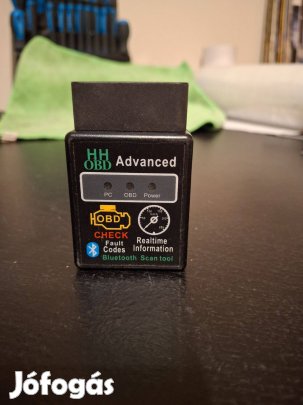 HH
OBD Advanced
PC OBD Power
OBD
CHECK
Fault
Codes
Realtime
Information
Bluetooth Scan tool
Jófogás